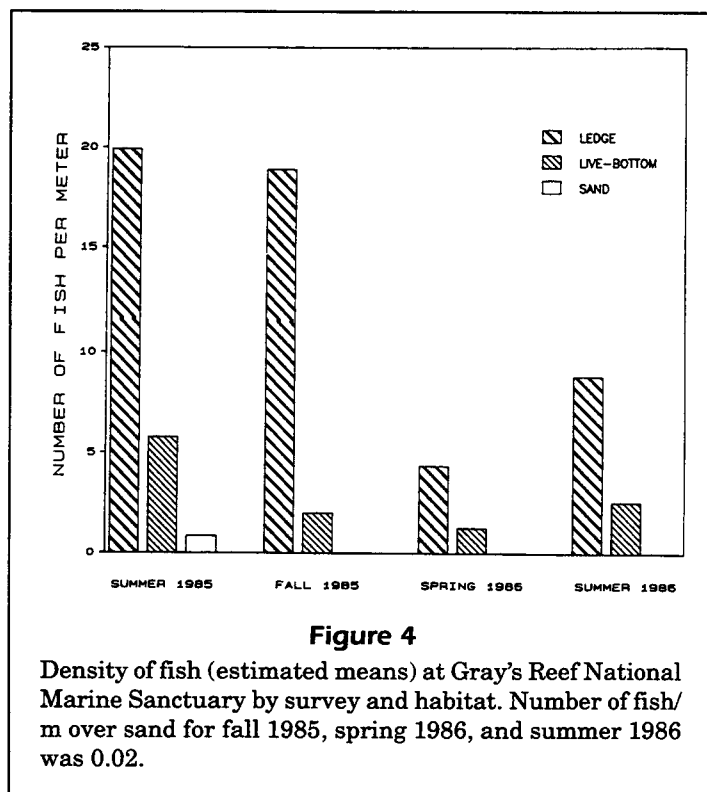 25
20
15
10
5
0
NUMBER OF FISH PER METER
LEDGE
LIVE-BOTTOM
SAND
SUMMER 1985
FALL 1985
SPRING 1986
SUMMER 1986
Figure 4
Density of fish (estimated means) at Gray's Reef National
Marine Sanctuary by survey and habitat. Number of fish/
m over sand for fall 1985, spring 1986, and summer 1986
was 0.02.